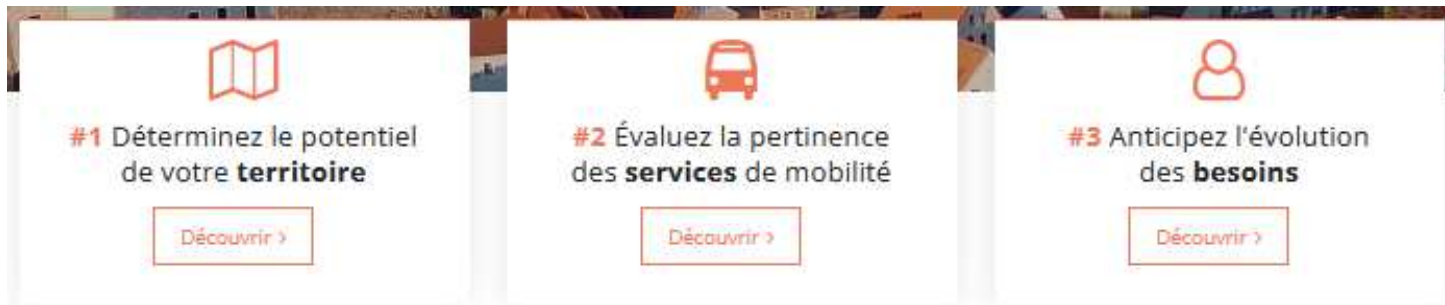 #1 Déterminez le potentiel
de votre territoire
Découvrir >
#2 Évaluez la pertinence
des services de mobilité
Découvrir >
#3 Anticipez l'évolution
des besoins
Découvrir >